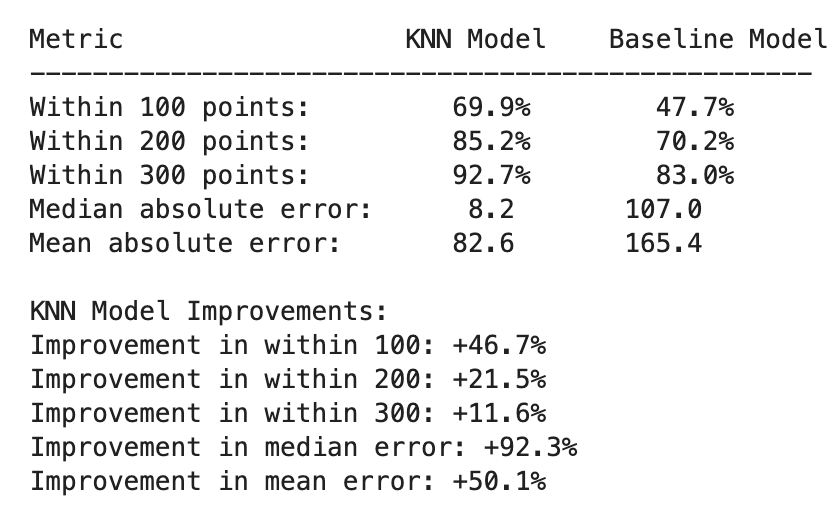 Metric                  KNN Model    Baseline Model
--------------------------------------------------
Within 100 points:         69.9%        47.7%
Within 200 points:         85.2%        70.2%
Within 300 points:         92.7%        83.0%
Median absolute error:      8.2       107.0
Mean absolute error:       82.6       165.4

KNN Model Improvements:
Improvement in within 100: +46.7%
Improvement in within 200: +21.5%
Improvement in within 300: +11.6%
Improvement in median error: +92.3%
Improvement in mean error: +50.1%